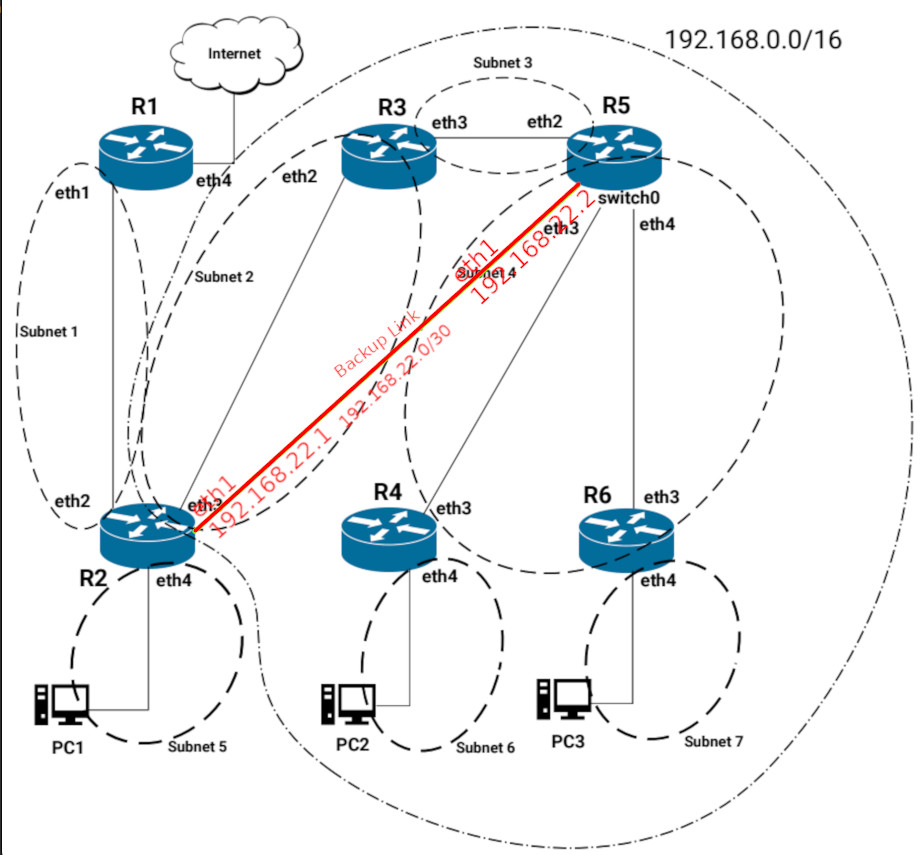 192.168.0.0/16
Internet
Subnet 3
R1
R3
R5
eth3
eth2
eth1
eth4
eth2
switch0
eth3
eth4
192.168.22.2
eth1
Subnet 4
Subnet 2
Subnet 1
Backup Link
192.168.22.0/30
eth1
192.168.22.1
eth2
eth3
R4
eth3
R6
eth3
R2
eth4
eth4
eth4
PC1
Subnet 5
PC2
Subnet 6
PC3
Subnet 7